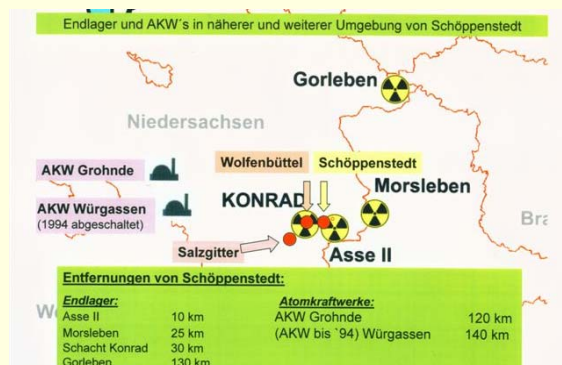 Endlager und AKW´s in näherer und weiterer Umgebung von Schöppenstedt
Gorleben
Niedersachsen
Wolfenbüttel
Schöppenstedt
AKW Grohnde
Morsleben
KONRAD
AKW Würgassen
(1994 abgeschaltet)
Bra
Salzgitter
Asse II
Entfernungen von Schöppenstedt:
Endlager:
Atomkraftwerke:
Asse II 10 km
AKW Grohnde 120 km
Morsleben 25 km
(AKW bis `94) Würgassen 140 km
Schacht Konrad 30 km
Gorleben 130 km